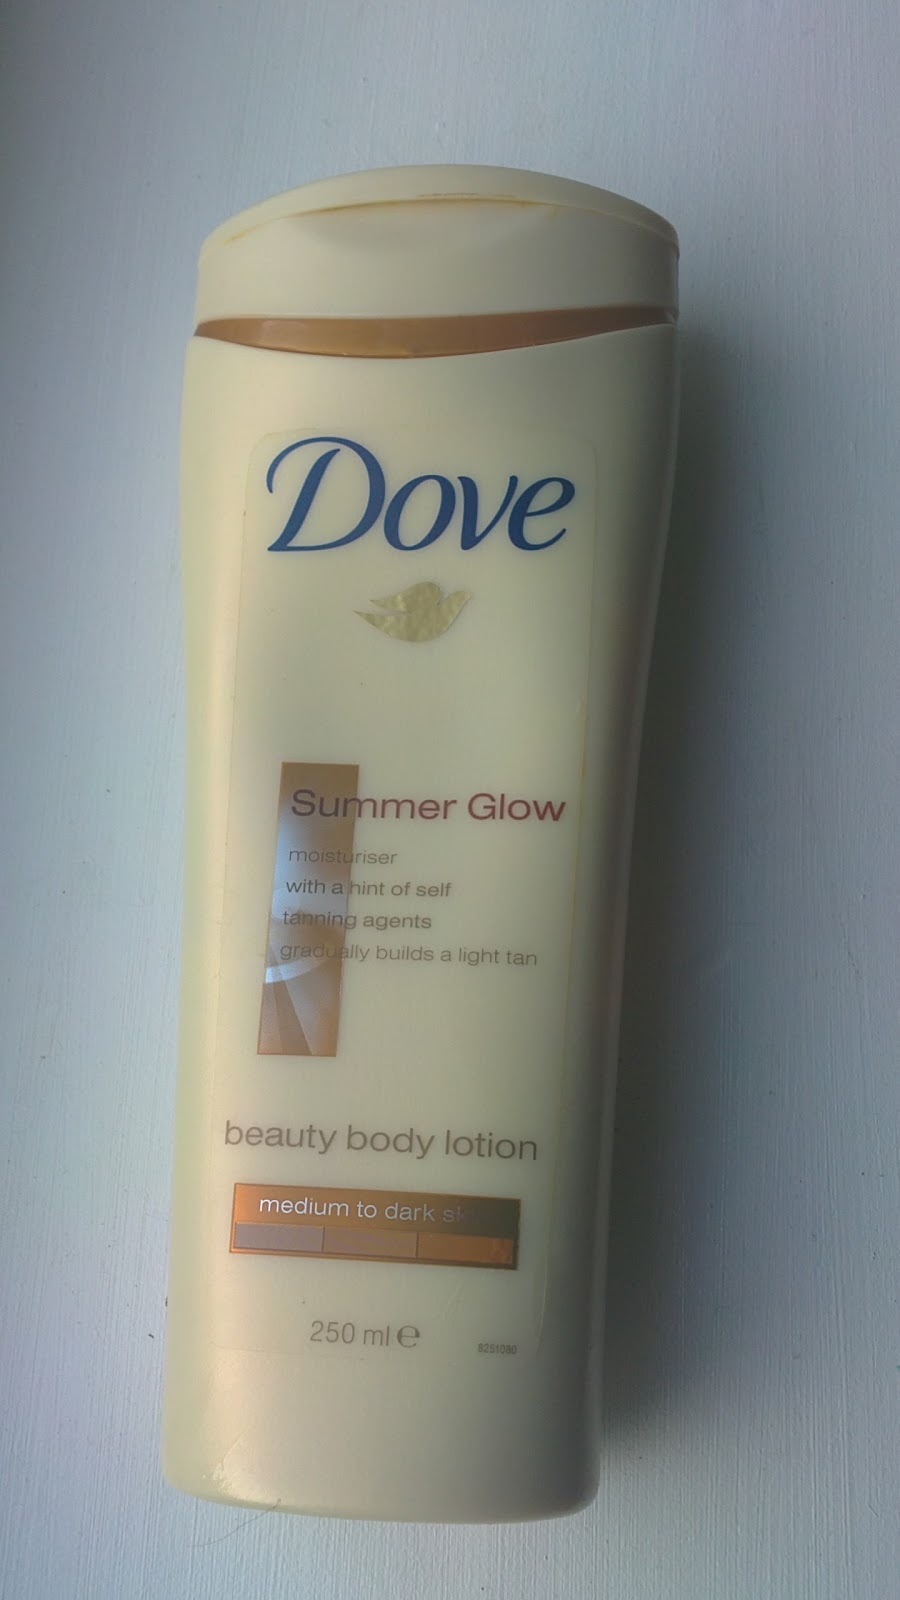 Dove
Summer Glow
moisturiser
with a hint of self
tanning agents
gradually builds a light tan
beauty body lotion
medium to dark skin
250 ml ℮